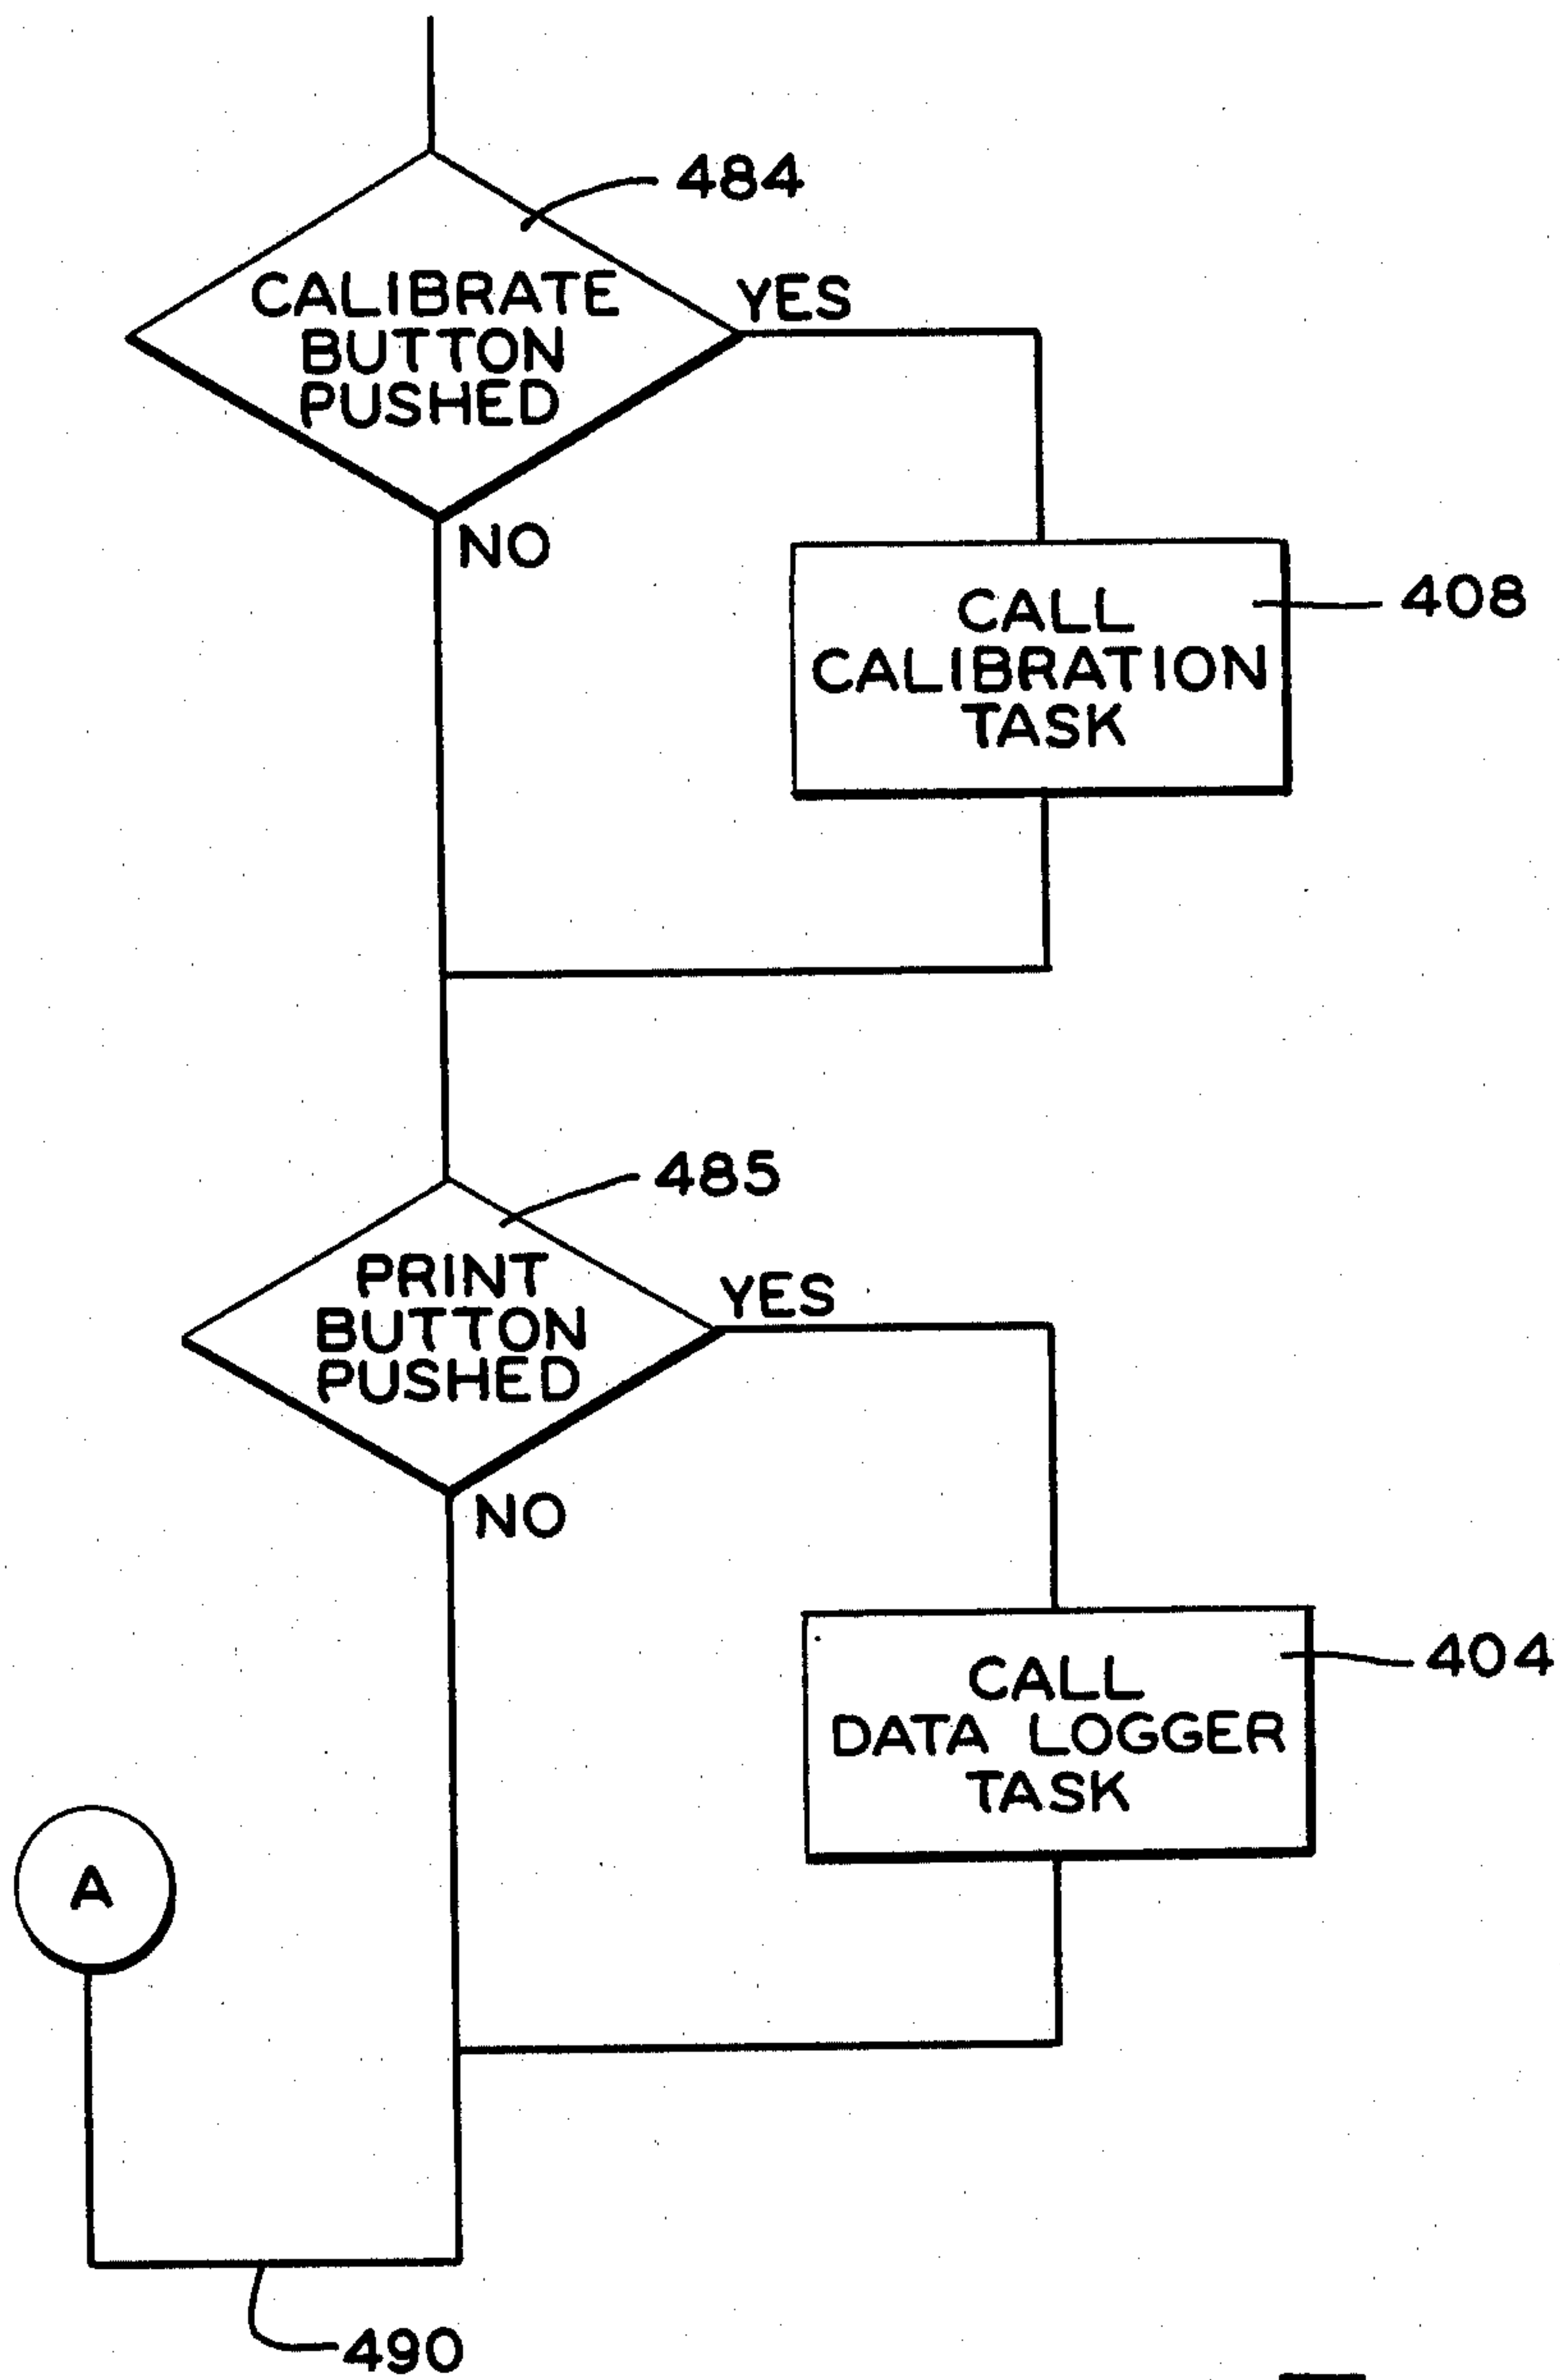 484
CALIBRATE
BUTTON
PUSHED
YES
NO
CALL
CALIBRATION
TASK
408
485
PRINT
BUTTON
PUSHED
YES
NO
CALL
DATA LOGGER
TASK
404
A
490